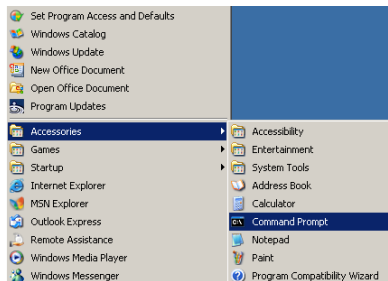 Set Program Access and Defaults
Windows Catalog
Windows Update
New Office Document
Open Office Document
Program Updates
Accessories
Games
Startup
Internet Explorer
MSN Explorer
Outlook Express
Remote Assistance
Windows Media Player
Windows Messenger
Accessibility
Entertainment
System Tools
Address Book
Calculator
Command Prompt
Notepad
Paint
Program Compatibility Wizard